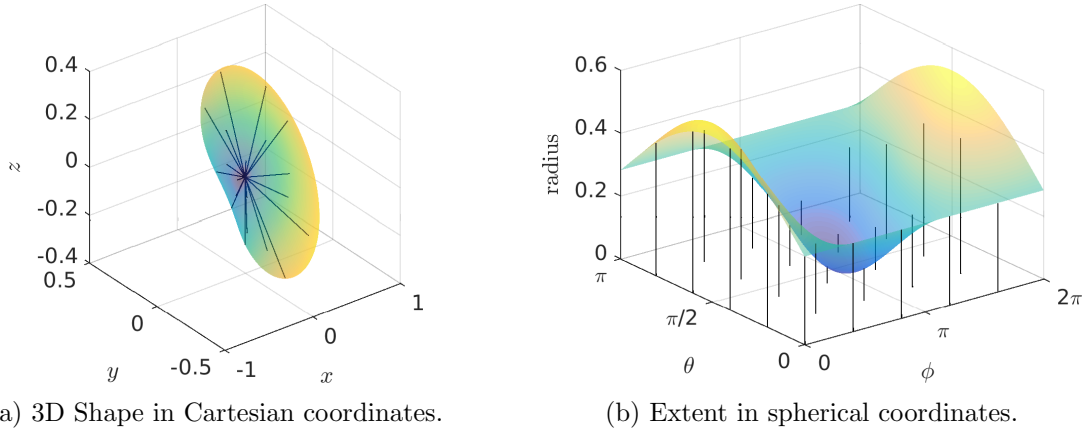 0.4
0.2
0
-0.2
-0.4
z
0.5
0
-0.5
y
-1
0
1
x
0.6
0.4
0.2
0
radius
π
π/2
0
θ
0
π
2π
ϕ
a) 3D Shape in Cartesian coordinates.
(b) Extent in spherical coordinates.